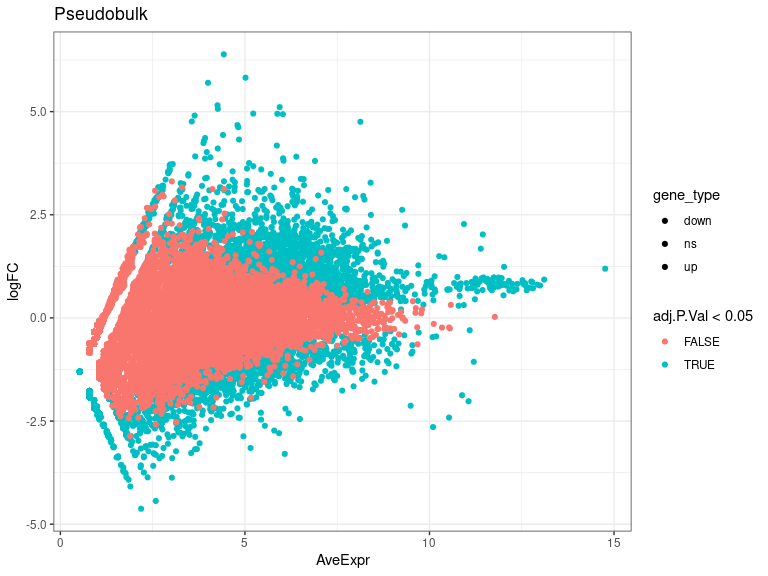 Pseudobulk
5.0
2.5
0.0
-2.5
-5.0
logFC
0
5
10
15
AveExpr
gene_type
down
ns
up
adj.P.Val < 0.05
FALSE
TRUE